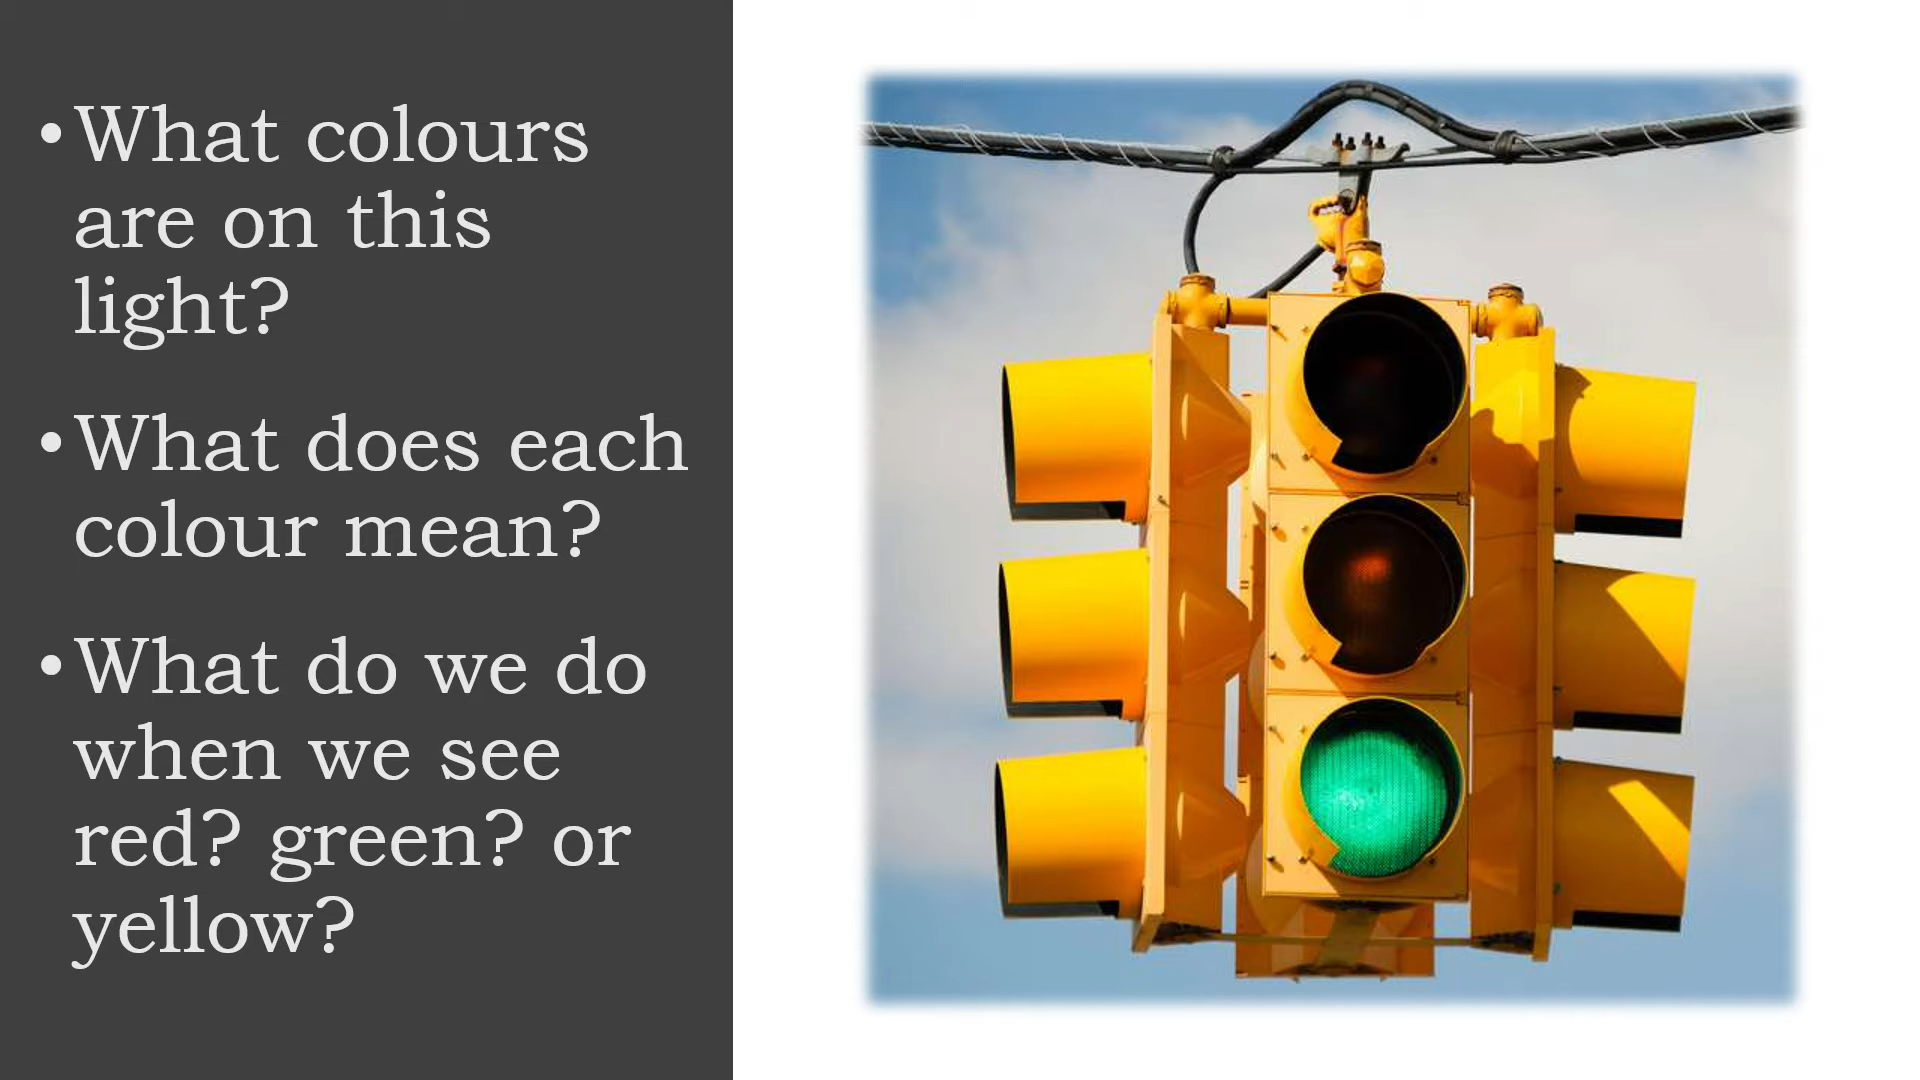 • What colours
are on this
light?
• What does each
colour mean?
• What do we do
when we see
red? green? or
yellow?